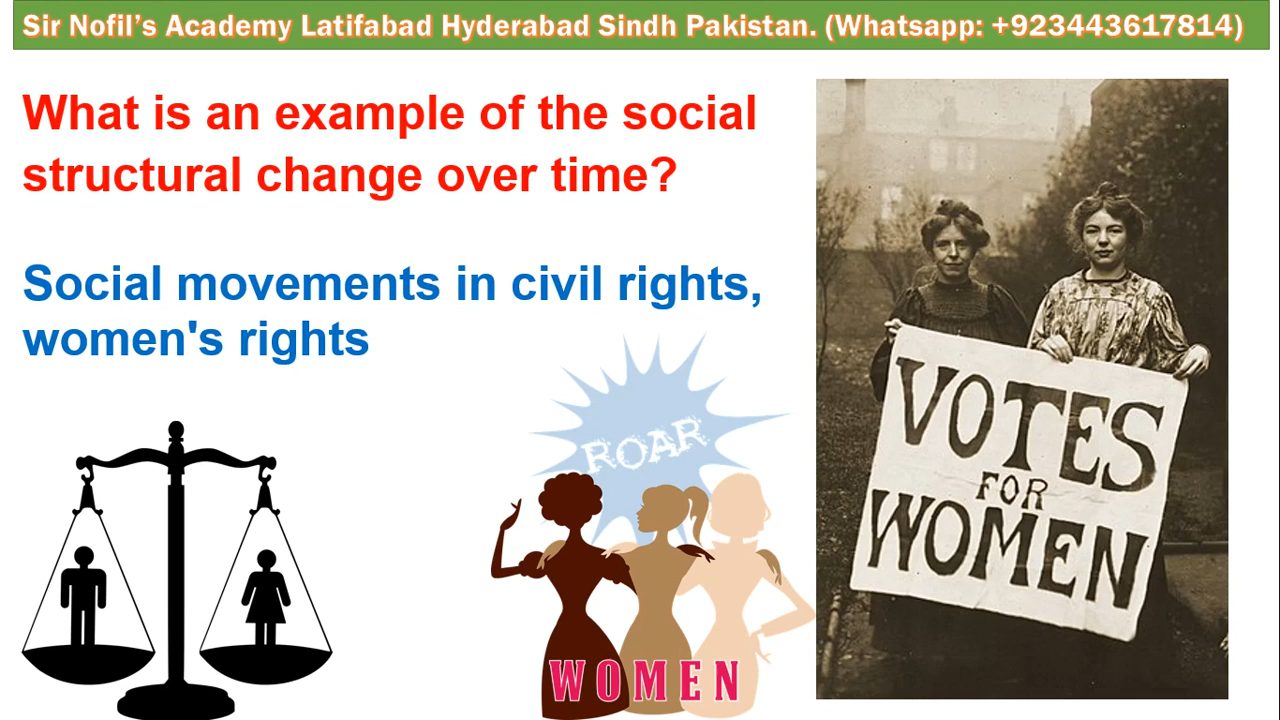 Sir Nofil’s Academy Latifabad Hyderabad Sindh Pakistan. (Whatsapp: +923443617814)
What is an example of the social
structural change over time?
Social movements in civil rights,
women's rights
ROAR
WOMEN
VOTES
FOR
WOMEN